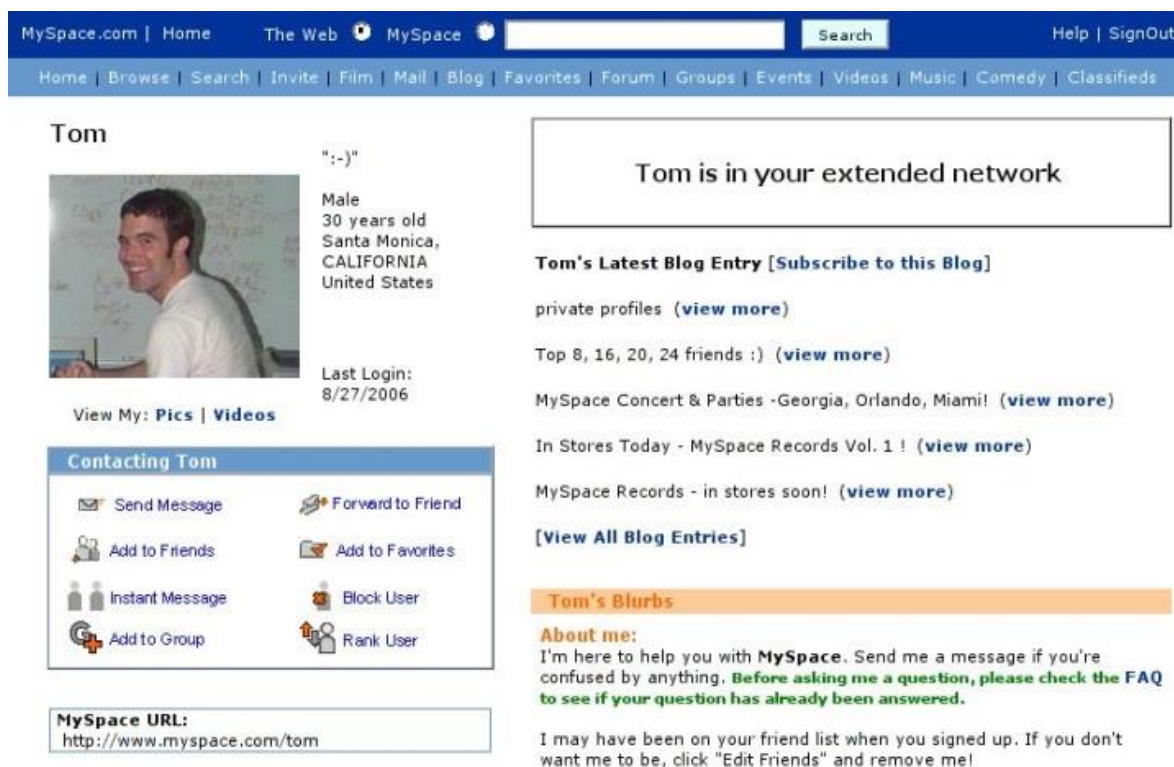 MySpace.com | Home The Web MySpace Search Help | SignOut
Home | Browse | Search | Invite | Film | Mail | Blog | Favorites | Forum | Groups | Events | Videos | Music | Comedy | Classifieds
Tom
":-)"
Male
30 years old
Santa Monica,
CALIFORNIA
United States
Last Login:
8/27/2006
View My: Pics | Videos
Contacting Tom
Send Message Forward to Friend
Add to Friends Add to Favorites
Instant Message Block User
Add to Group Rank User
MySpace URL:
http://www.myspace.com/tom
Tom is in your extended network
Tom's Latest Blog Entry [Subscribe to this Blog]
private profiles (view more)
Top 8, 16, 20, 24 friends :) (view more)
MySpace Concert & Parties -Georgia, Orlando, Miami! (view more)
In Stores Today - MySpace Records Vol. 1 ! (view more)
MySpace Records - in stores soon! (view more)
[View All Blog Entries]
Tom's Blurbs
About me:
I'm here to help you with MySpace. Send me a message if you're
confused by anything. Before asking me a question, please check the FAQ
to see if your question has already been answered.
I may have been on your friend list when you signed up. If you don't
want me to be, click "Edit Friends" and remove me!